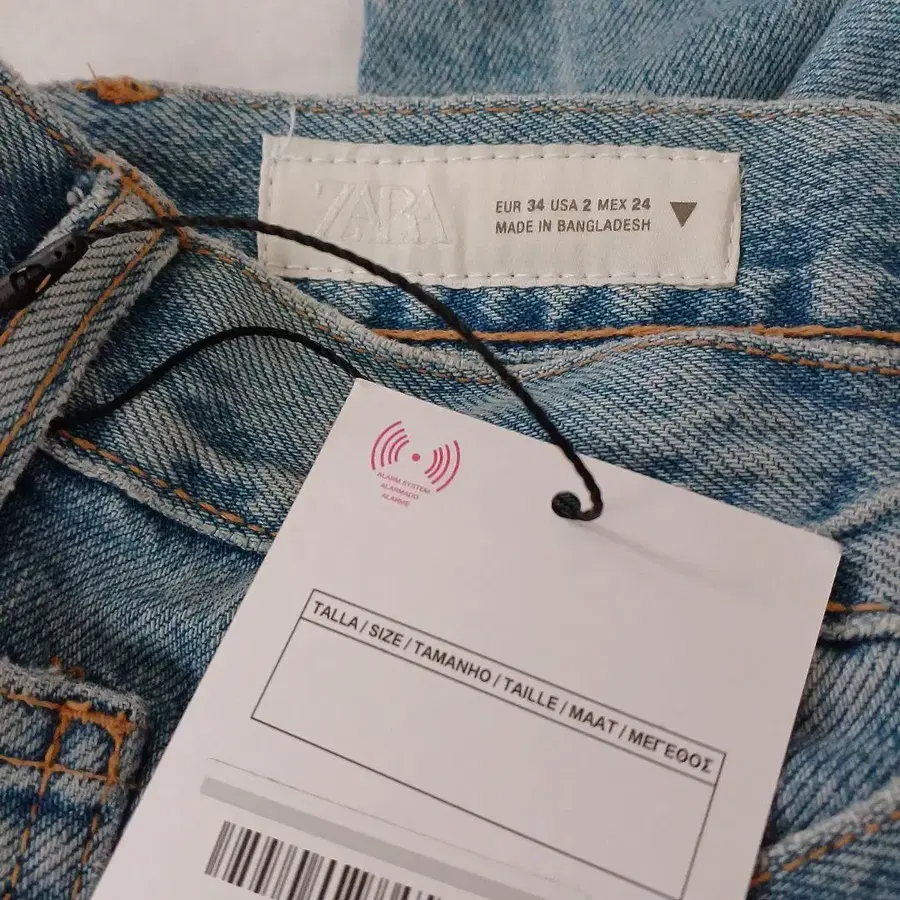 ZARA
EUR 34 USA 2 MEX 24
MADE IN BANGLADESH
ALARM SYSTEM
ALARMADO
ALARME
TALLA / SIZE / TAMANHO / TAILLE / MAAT / ΜΕΓΕΘΟΣ